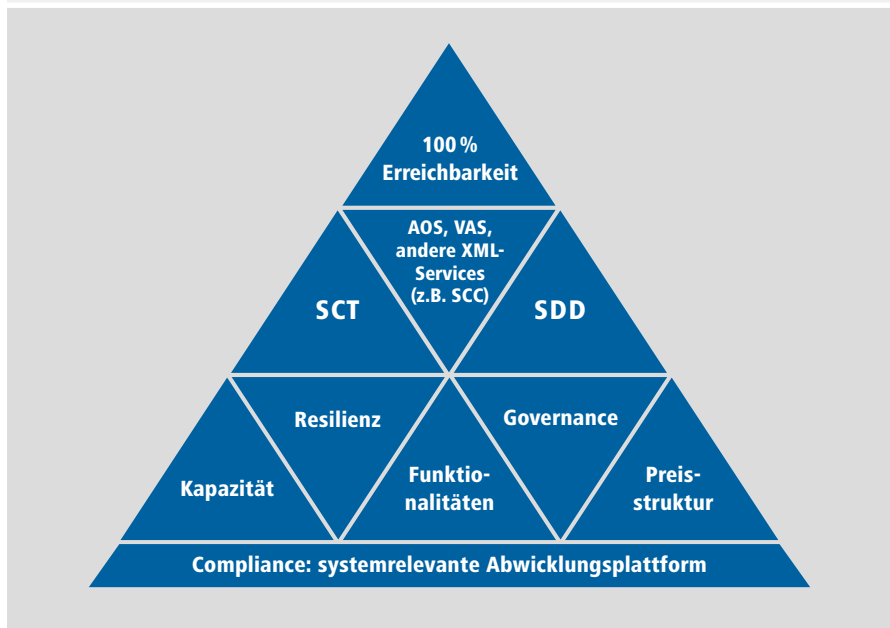 100 %
Erreichbarkeit
AOS, VAS,
andere XML-
Services
(z.B. SCC)
SCT
SDD
Resilienz
Governance
Kapazität
Funktio-
nalitäten
Preis-
struktur
Compliance: systemrelevante Abwicklungsplattform